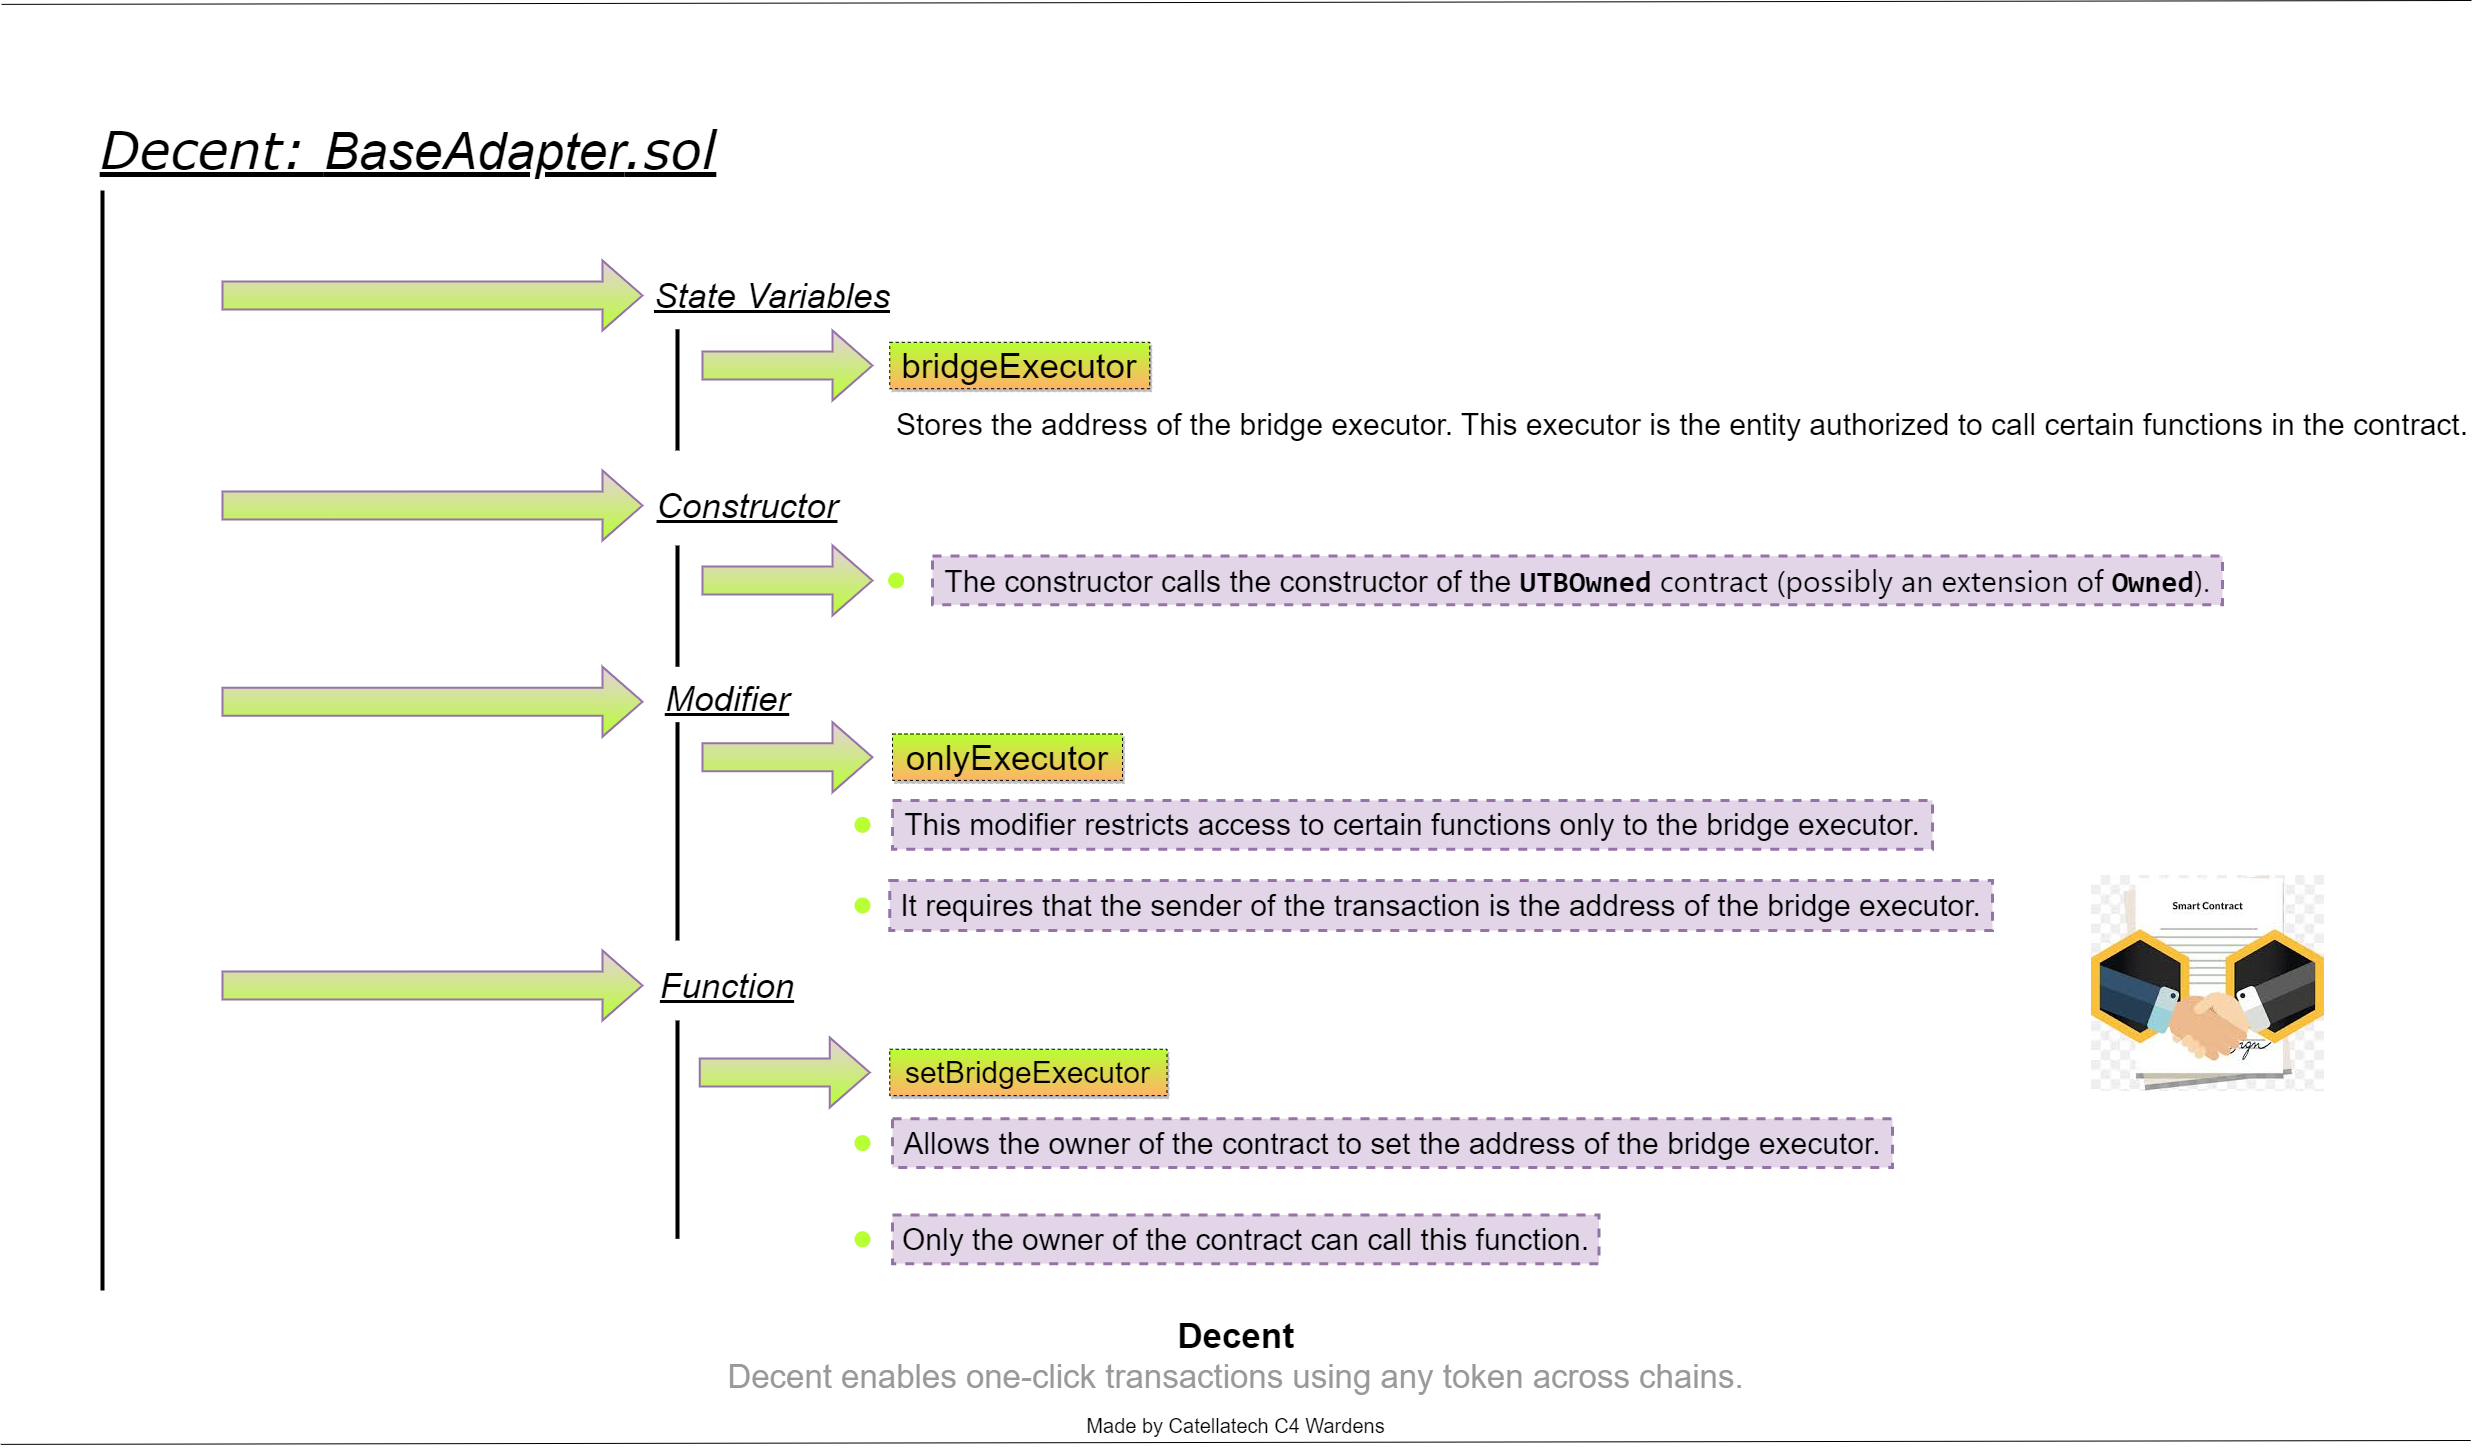 Decent: BaseAdapter.sol
State Variables
bridgeExecutor
Stores the address of the bridge executor. This executor is the entity authorized to call certain functions in the contract.
Constructor
The constructor calls the constructor of the UTBOwned contract (possibly an extension of Owned).
Modifier
onlyExecutor
This modifier restricts access to certain functions only to the bridge executor.
It requires that the sender of the transaction is the address of the bridge executor.
Smart Contract
Function
setBridgeExecutor
Allows the owner of the contract to set the address of the bridge executor.
Only the owner of the contract can call this function.
Decent
Decent enables one-click transactions using any token across chains.
Made by Catellatech C4 Wardens